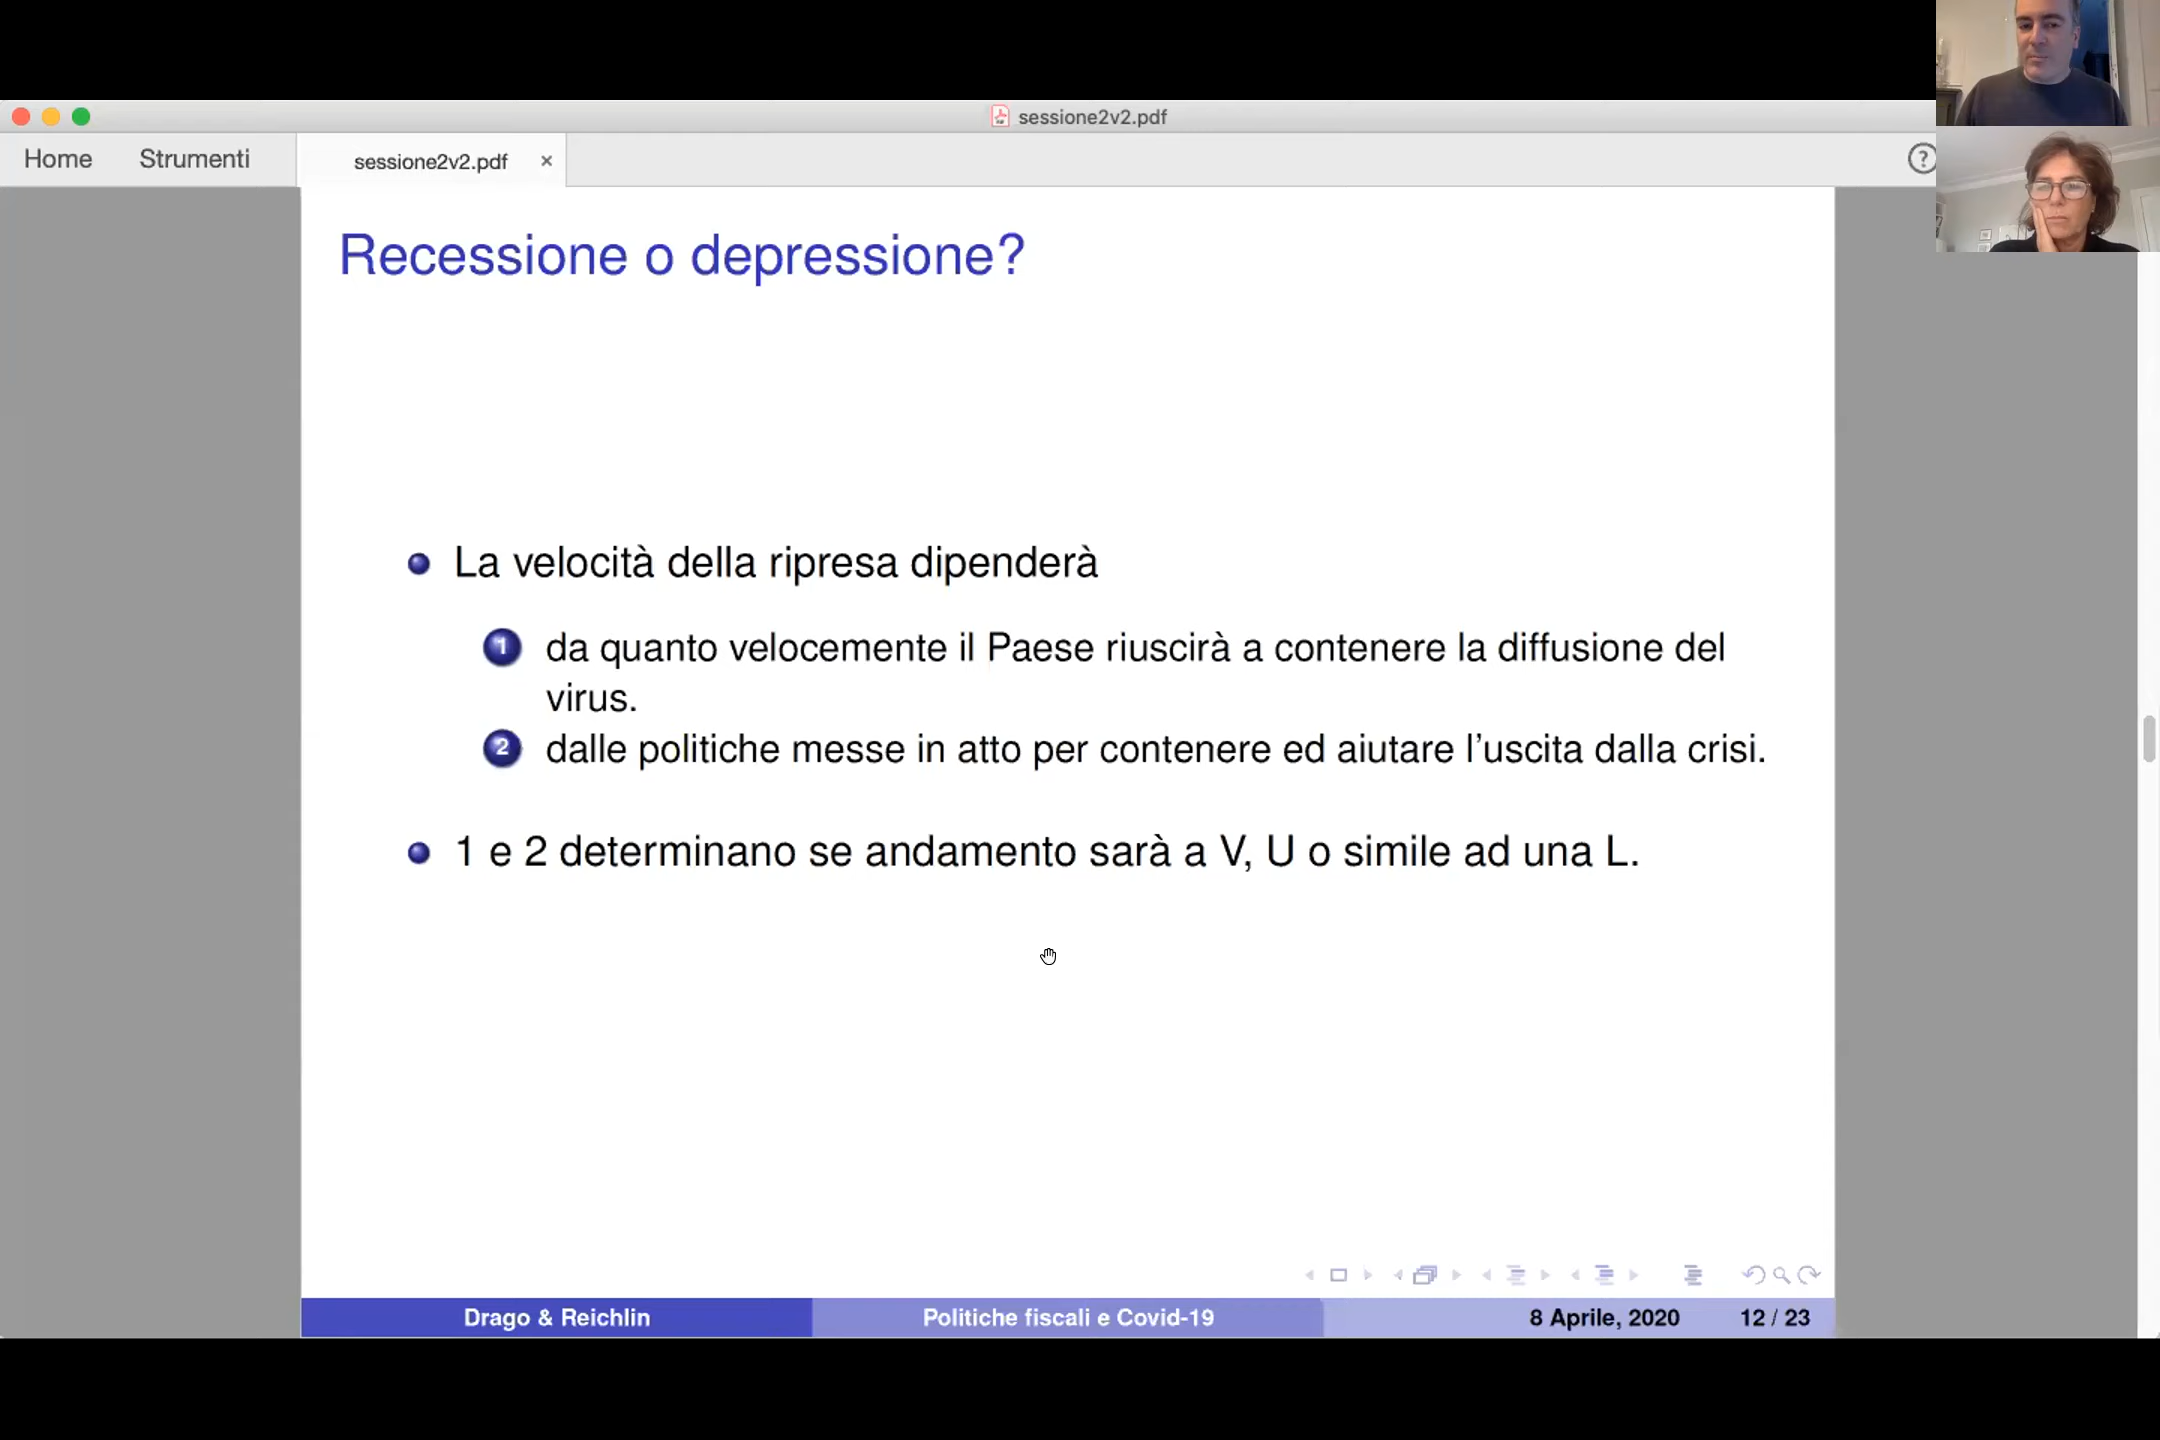 sessione2v2.pdf
Home Strumenti sessione2v2.pdf × ?
Recessione o depressione?
La velocità della ripresa dipenderà
1 da quanto velocemente il Paese riuscirà a contenere la diffusione del
virus.
2 dalle politiche messe in atto per contenere ed aiutare l'uscita dalla crisi.
1 e 2 determinano se andamento sarà a V, U o simile ad una L.
Drago & Reichlin Politiche fiscali e Covid-19 8 Aprile, 2020 12 / 23